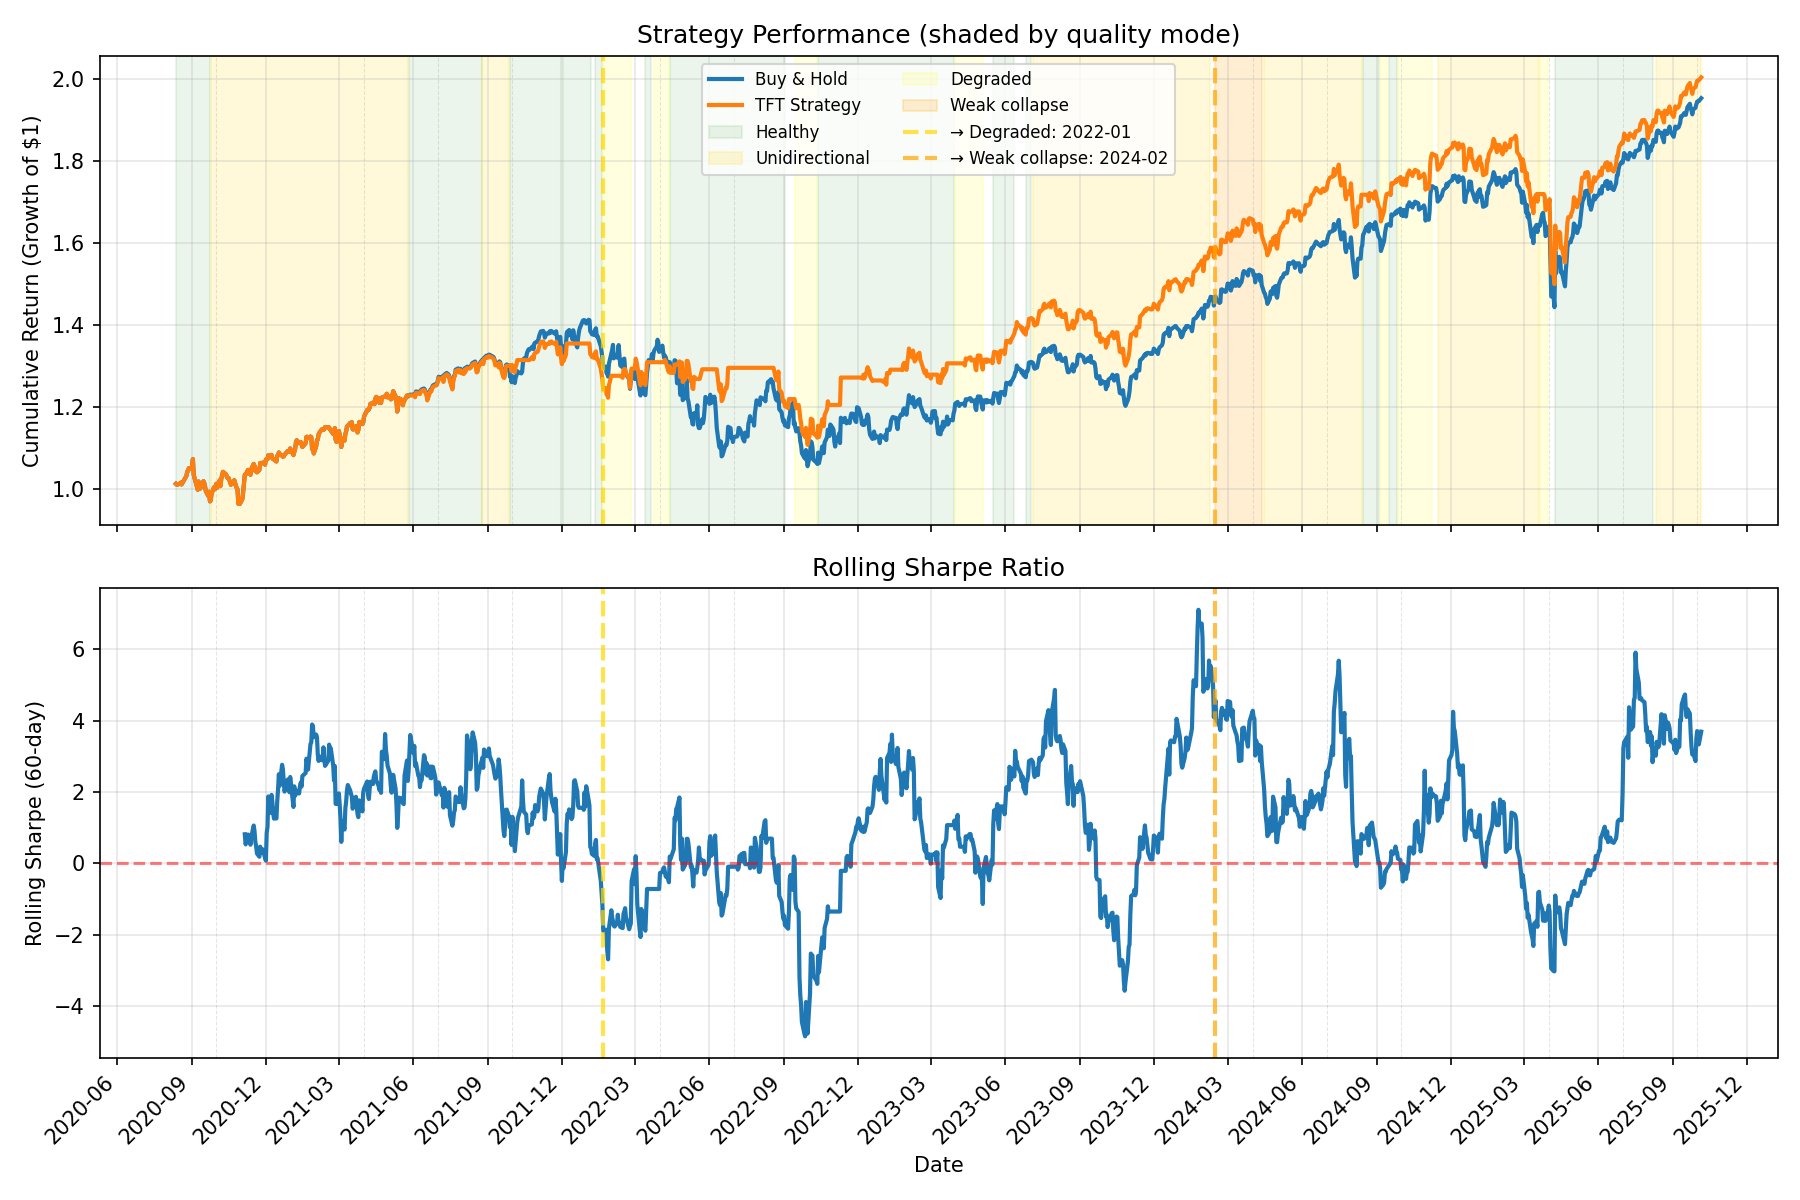 Strategy Performance (shaded by quality mode)
Cumulative Return (Growth of $1)
2.0
1.8
1.6
1.4
1.2
1.0
Buy & Hold
TFT Strategy
Healthy
Unidirectional
Degraded
Weak collapse
→ Degraded: 2022-01
→ Weak collapse: 2024-02
Rolling Sharpe Ratio
Rolling Sharpe (60-day)
6
4
2
0
−2
−4
2020-06
2020-09
2020-12
2021-03
2021-06
2021-09
2021-12
2022-03
2022-06
2022-09
2022-12
2023-03
2023-06
2023-09
2023-12
2024-03
2024-06
2024-09
2024-12
2025-03
2025-06
2025-09
2025-12
Date